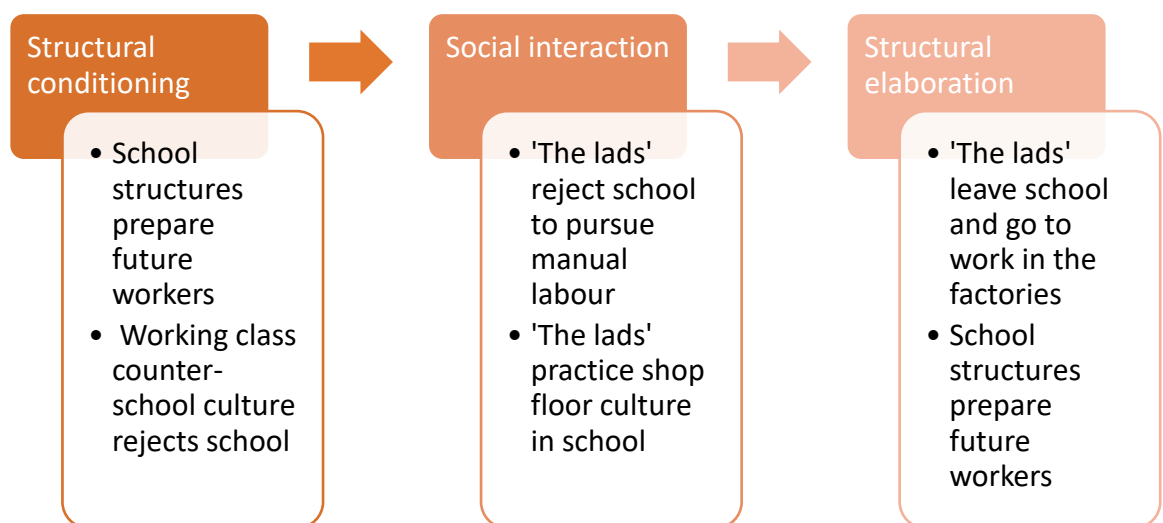 Structural
conditioning
• School
structures
prepare
future
workers
• Working class
counter-
school culture
rejects school
Social interaction
• 'The lads'
reject school
to pursue
manual
labour
• 'The lads'
practice shop
floor culture
in school
Structural
elaboration
• 'The lads'
leave school
and go to
work in the
factories
• School
structures
prepare
future
workers